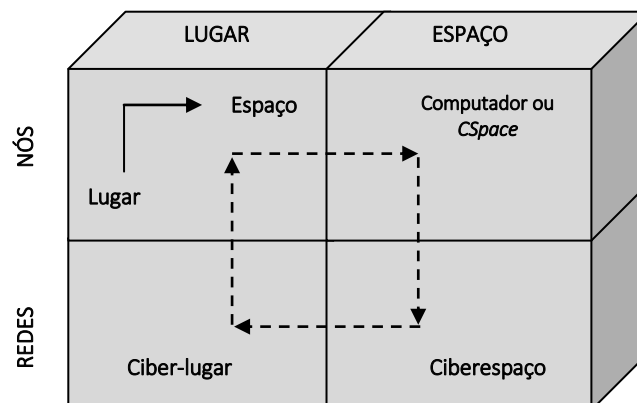 LUGAR
ESPAÇO
NÓS
Espaço
Computador ou
CSpace
Lugar
REDES
Ciber-lugar
Ciberespaço